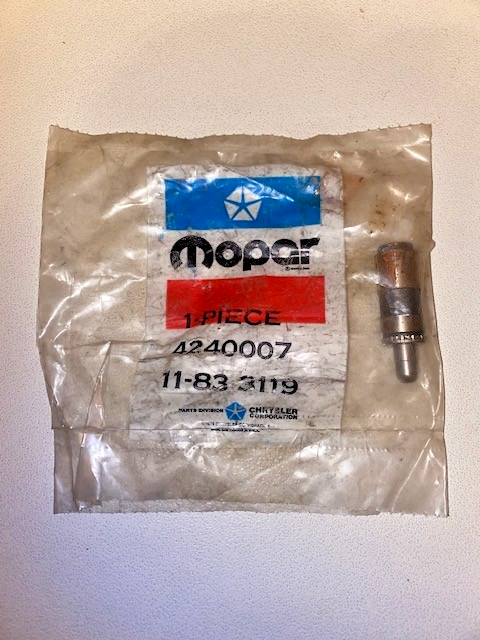 mopar
1-PIECE
4240007
11-83 3119
PARTS DIVISION CHRYSLER
CORPORATION